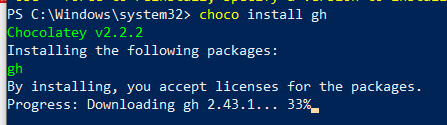 PS C:\Windows\system32> choco install gh
Chocolatey v2.2.2
Installing the following packages:
gh
By installing, you accept licenses for the packages.
Progress: Downloading gh 2.43.1... 33%